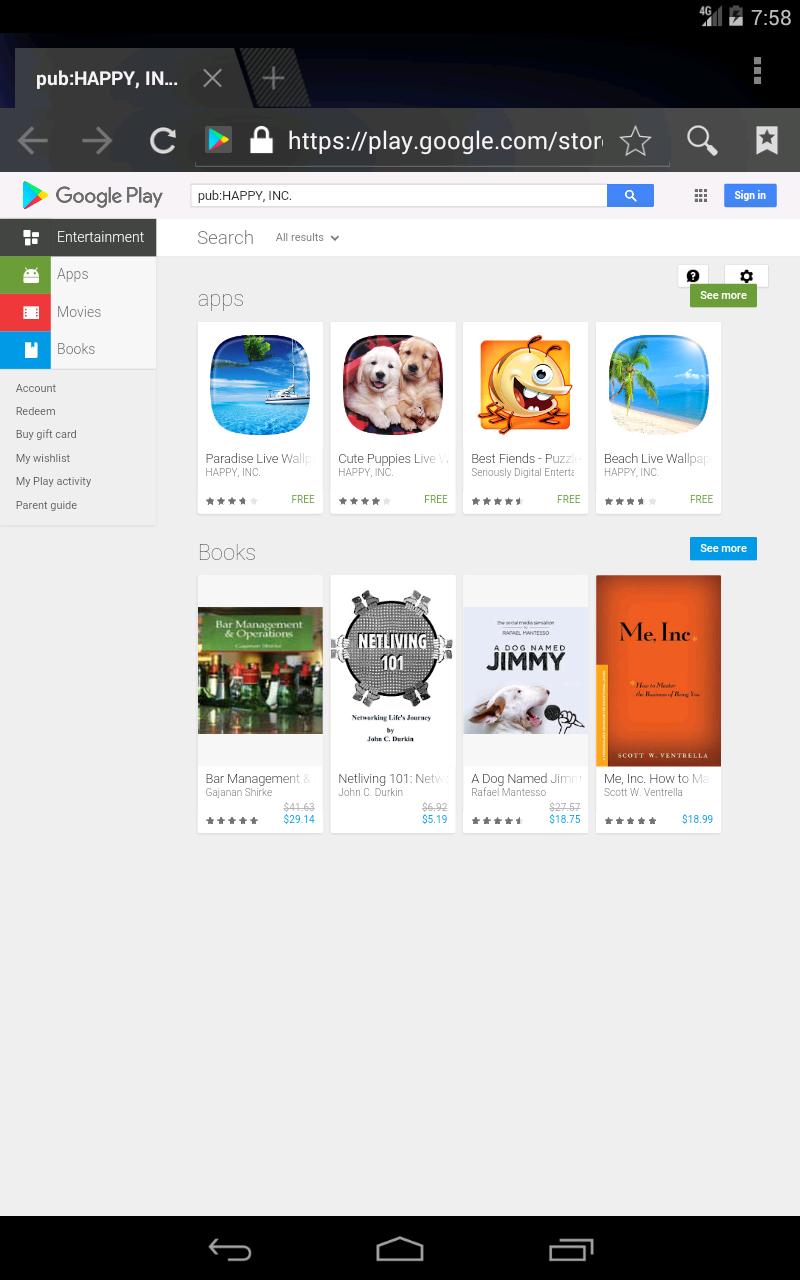 4G 7:58
pub:HAPPY, IN...
https://play.google.com/stor
Google Play
pub:HAPPY, INC.
Sign in
Entertainment
Search
All results
Apps
Movies
Books
Account
Redeem
Buy gift card
My wishlist
My Play activity
Parent guide
apps
See more
Paradise Live Wallp
HAPPY, INC.
FREE
Cute Puppies Live W
HAPPY, INC.
FREE
Best Fiends - Puzzle
Seriously Digital Enterta
FREE
Beach Live Wallpap
HAPPY, INC.
FREE
Books
See more
Bar Management
& Operations
Gajanan Shirke
Bar Management &
Gajanan Shirke
$41.63
$29.14
NETLIVING
101
Networking Life's Journey
by
John C. Durkin
Netliving 101: Netwo
John C. Durkin
$6.92
$5.19
the social media sensation
RAFAEL MANTESSO
A DOG NAMED
JIMMY
A Dog Named Jimm
Rafael Mantesso
$27.57
$18.75
Me, Inc.
How to Master
the Business of Being You
SCOTT W. VENTRELLA
Me, Inc. How to Ma
Scott W. Ventrella
$18.99